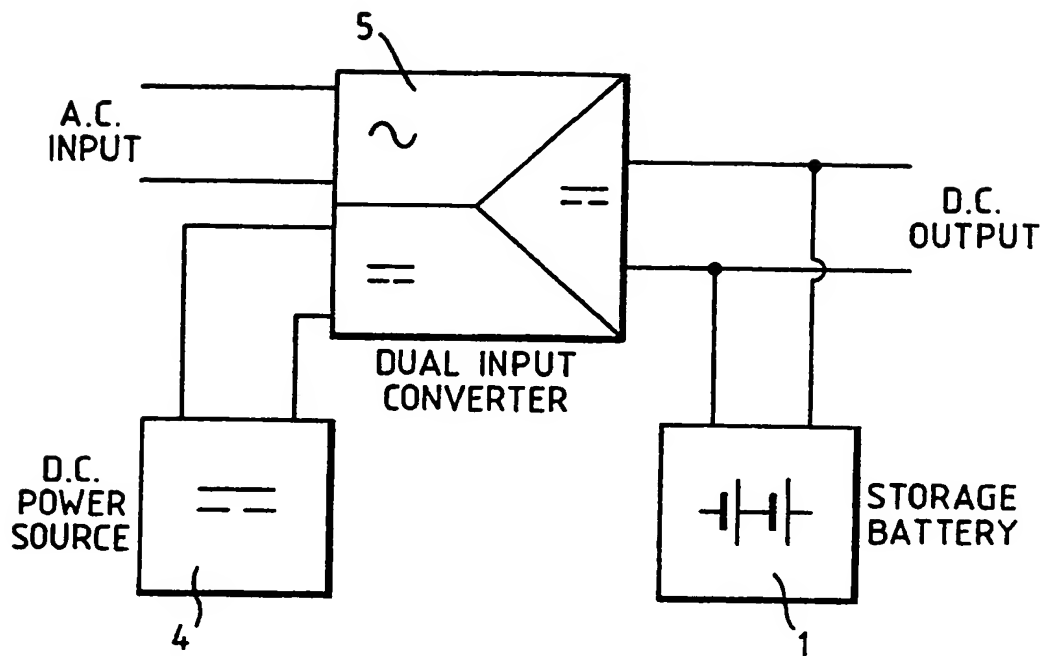 5
A.C.
INPUT
D.C.
OUTPUT
DUAL INPUT
CONVERTER
D.C.
POWER
SOURCE
STORAGE
BATTERY
4
1